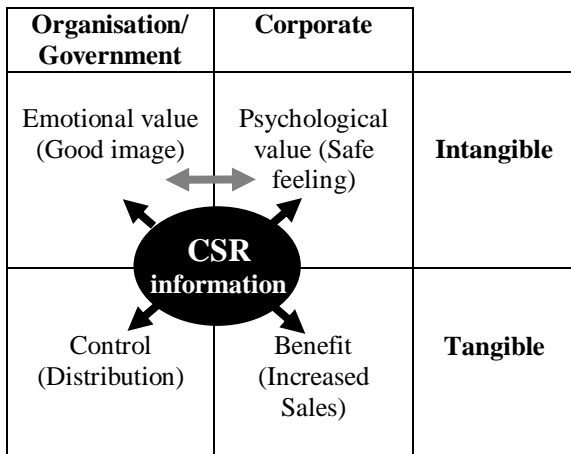 Organisation/
Government
Corporate
Emotional value
(Good image)
Psychological
value (Safe
feeling)
Intangible
CSR
information
Control
(Distribution)
Benefit
(Increased
Sales)
Tangible